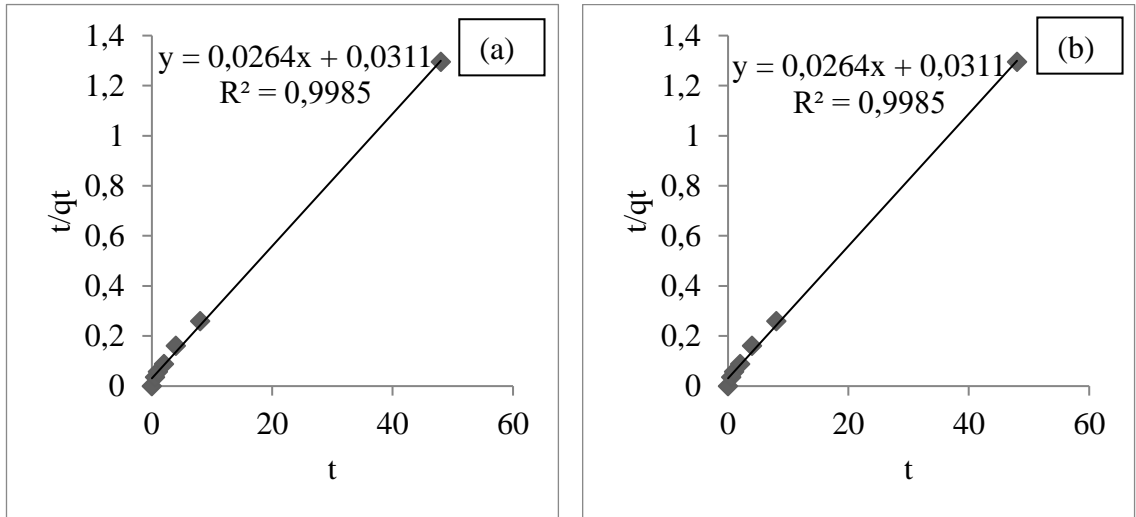 (a)
y = 0,0264x + 0,0311
R² = 0,9985
1,4
1,2
1
0,8
0,6
0,4
0,2
0
t/qt
0 20 40 60
t
(b)
y = 0,0264x + 0,0311
R² = 0,9985
1,4
1,2
1
0,8
0,6
0,4
0,2
0
t/qt
0 20 40 60
t